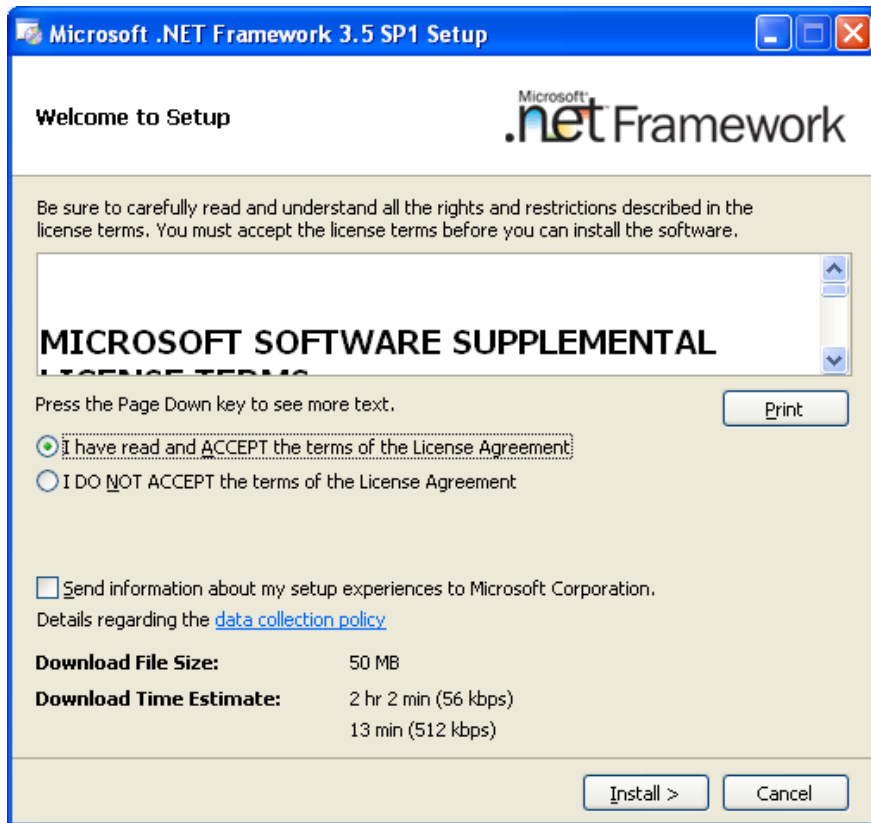 Microsoft .NET Framework 3.5 SP1 Setup
Welcome to Setup
Microsoft
.net Framework
Be sure to carefully read and understand all the rights and restrictions described in the
license terms. You must accept the license terms before you can install the software.
MICROSOFT SOFTWARE SUPPLEMENTAL
LICENSE TERMS
Press the Page Down key to see more text.
Print
I have read and ACCEPT the terms of the License Agreement
I DO NOT ACCEPT the terms of the License Agreement
Send information about my setup experiences to Microsoft Corporation.
Details regarding the data collection policy
Download File Size: 50 MB
Download Time Estimate: 2 hr 2 min (56 kbps)
13 min (512 kbps)
Install > Cancel